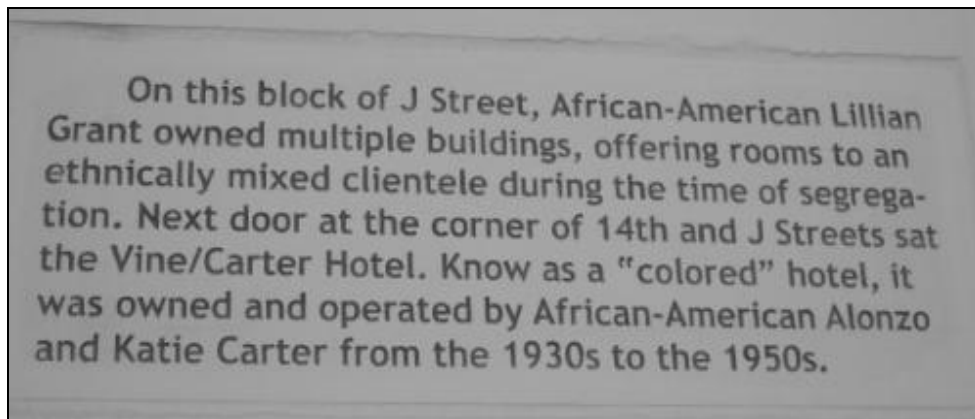 On this block of J Street, African-American Lillian
Grant owned multiple buildings, offering rooms to an
ethnically mixed clientele during the time of segrega-
tion. Next door at the corner of 14th and J Streets sat
the Vine/Carter Hotel. Know as a “colored” hotel, it
was owned and operated by African-American Alonzo
and Katie Carter from the 1930s to the 1950s.